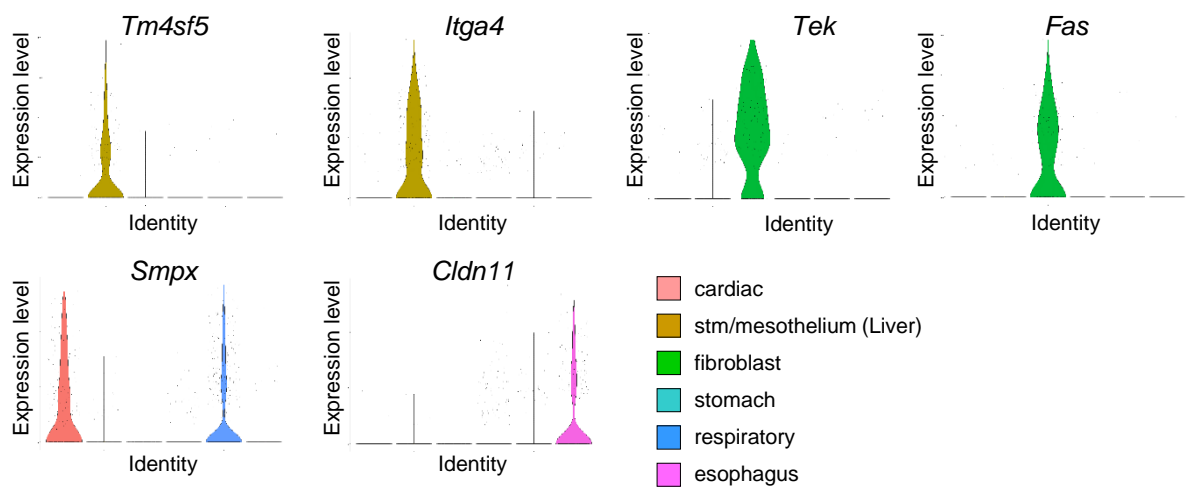 Tm4sf5
Itga4
Tek
Fas
Expression level
Expression level
Expression level
Expression level
Identity
Identity
Identity
Identity
Smpx
Cldn11
Expression level
Expression level
Identity
Identity
cardiac
stm/mesothelium (Liver)
fibroblast
stomach
respiratory
esophagus